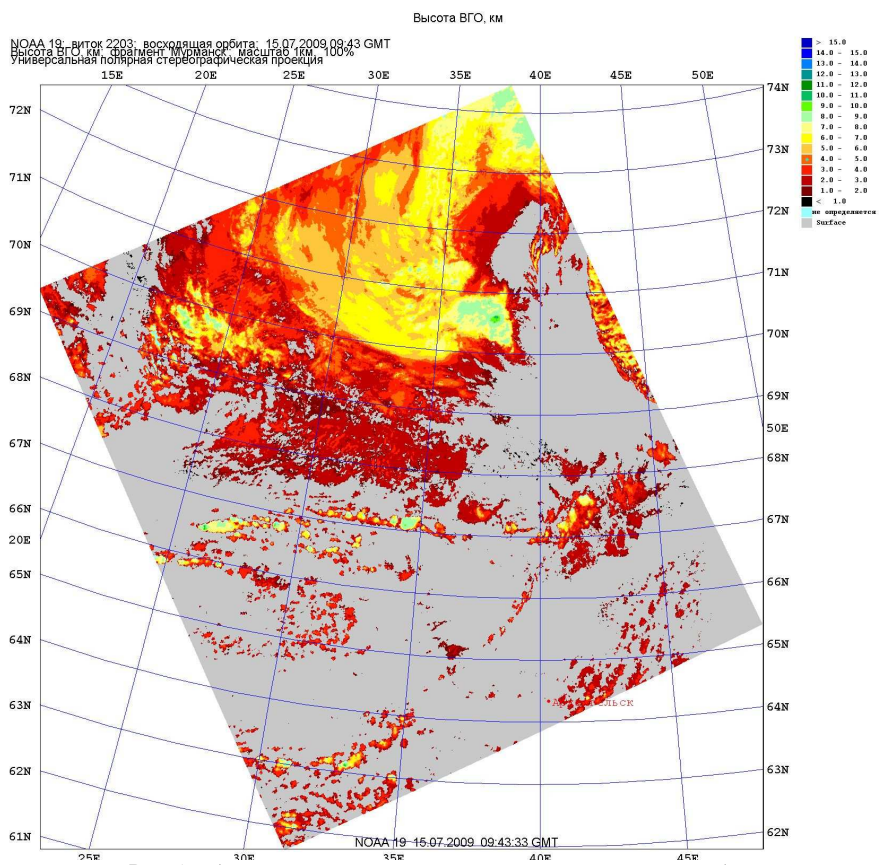 Высота ВГО, км
NOAA 19; виток 2203; восходящая орбита; 15.07.2009 09:43 GMT
Высота ВГО, км; фрагмент 'Мурманск'; масштаб 1км, 100%
Универсальная полярная стереографическая проекция
15E 20E 25E 30E 35E 40E 45E 50E
> 15.0
14.0 - 15.0
13.0 - 14.0
12.0 - 13.0
11.0 - 12.0
10.0 - 11.0
9.0 - 10.0
8.0 - 9.0
7.0 - 8.0
6.0 - 7.0
5.0 - 6.0
4.0 - 5.0
3.0 - 4.0
2.0 - 3.0
1.0 - 2.0
< 1.0
не определяется
Surface
72N
71N
70N
69N
68N
67N
66N
20E
65N
64N
63N
62N
61N
74N
73N
72N
71N
70N
69N
50E
68N
67N
66N
65N
64N
63N
62N
NOAA 19 15.07.2009 09:43:33 GMT
25E 30E 35E 40E 45E